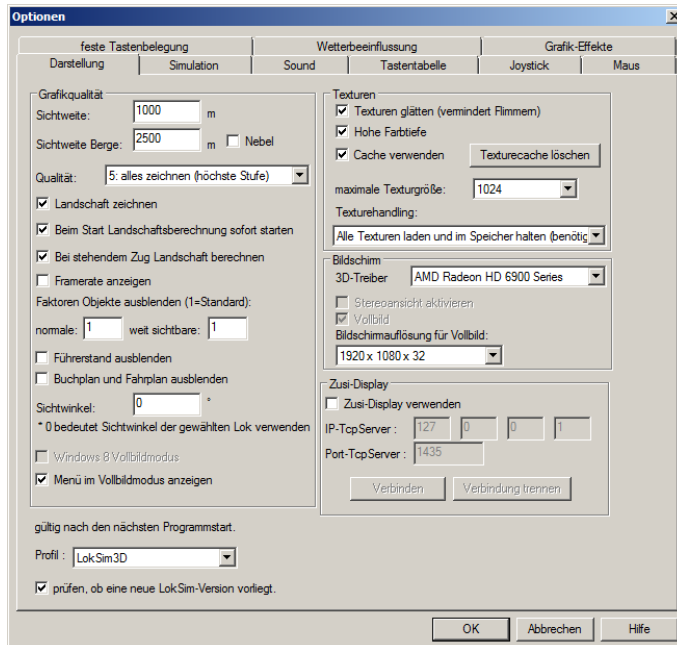 Optionen
feste Tastenbelegung Wetterbeeinflussung Grafik-Effekte
Darstellung Simulation Sound Tastentabelle Joystick Maus
Grafikqualität
Sichtweite: 1000 m
Sichtweite Berge: 2500 m Nebel
Qualität: 5: alles zeichnen (höchste Stufe)
Landschaft zeichnen
Beim Start Landschaftsberechnung sofort starten
Bei stehendem Zug Landschaft berechnen
Framerate anzeigen
Faktoren Objekte ausblenden (1=Standard):
normale: 1 weit sichtbare: 1
Führerstand ausblenden
Buchplan und Fahrplan ausblenden
Sichtwinkel: 0 °
* 0 bedeutet Sichtwinkel der gewählten Lok verwenden
Windows 8 Vollbildmodus
Menü im Vollbildmodus anzeigen
Texturen
Texturen glätten (vermindert Flimmern)
Hohe Farbtiefe
Cache verwenden Texturecache löschen
maximale Texturgröße: 1024
Texturehandling:
Alle Texturen laden und im Speicher halten (benötig
Bildschirm
3D-Treiber AMD Radeon HD 6900 Series
Stereoansicht aktivieren
Vollbild
Bildschirmauflösung für Vollbild:
1920 x 1080 x 32
Zusi-Display
Zusi-Display verwenden
IP-TcpServer : 127 0 0 1
Port-TcpServer : 1435
Verbinden Verbindung trennen
gültig nach den nächsten Programmstart.
Profil : LokSim3D
prüfen, ob eine neue LokSim-Version vorliegt.
OK Abbrechen Hilfe